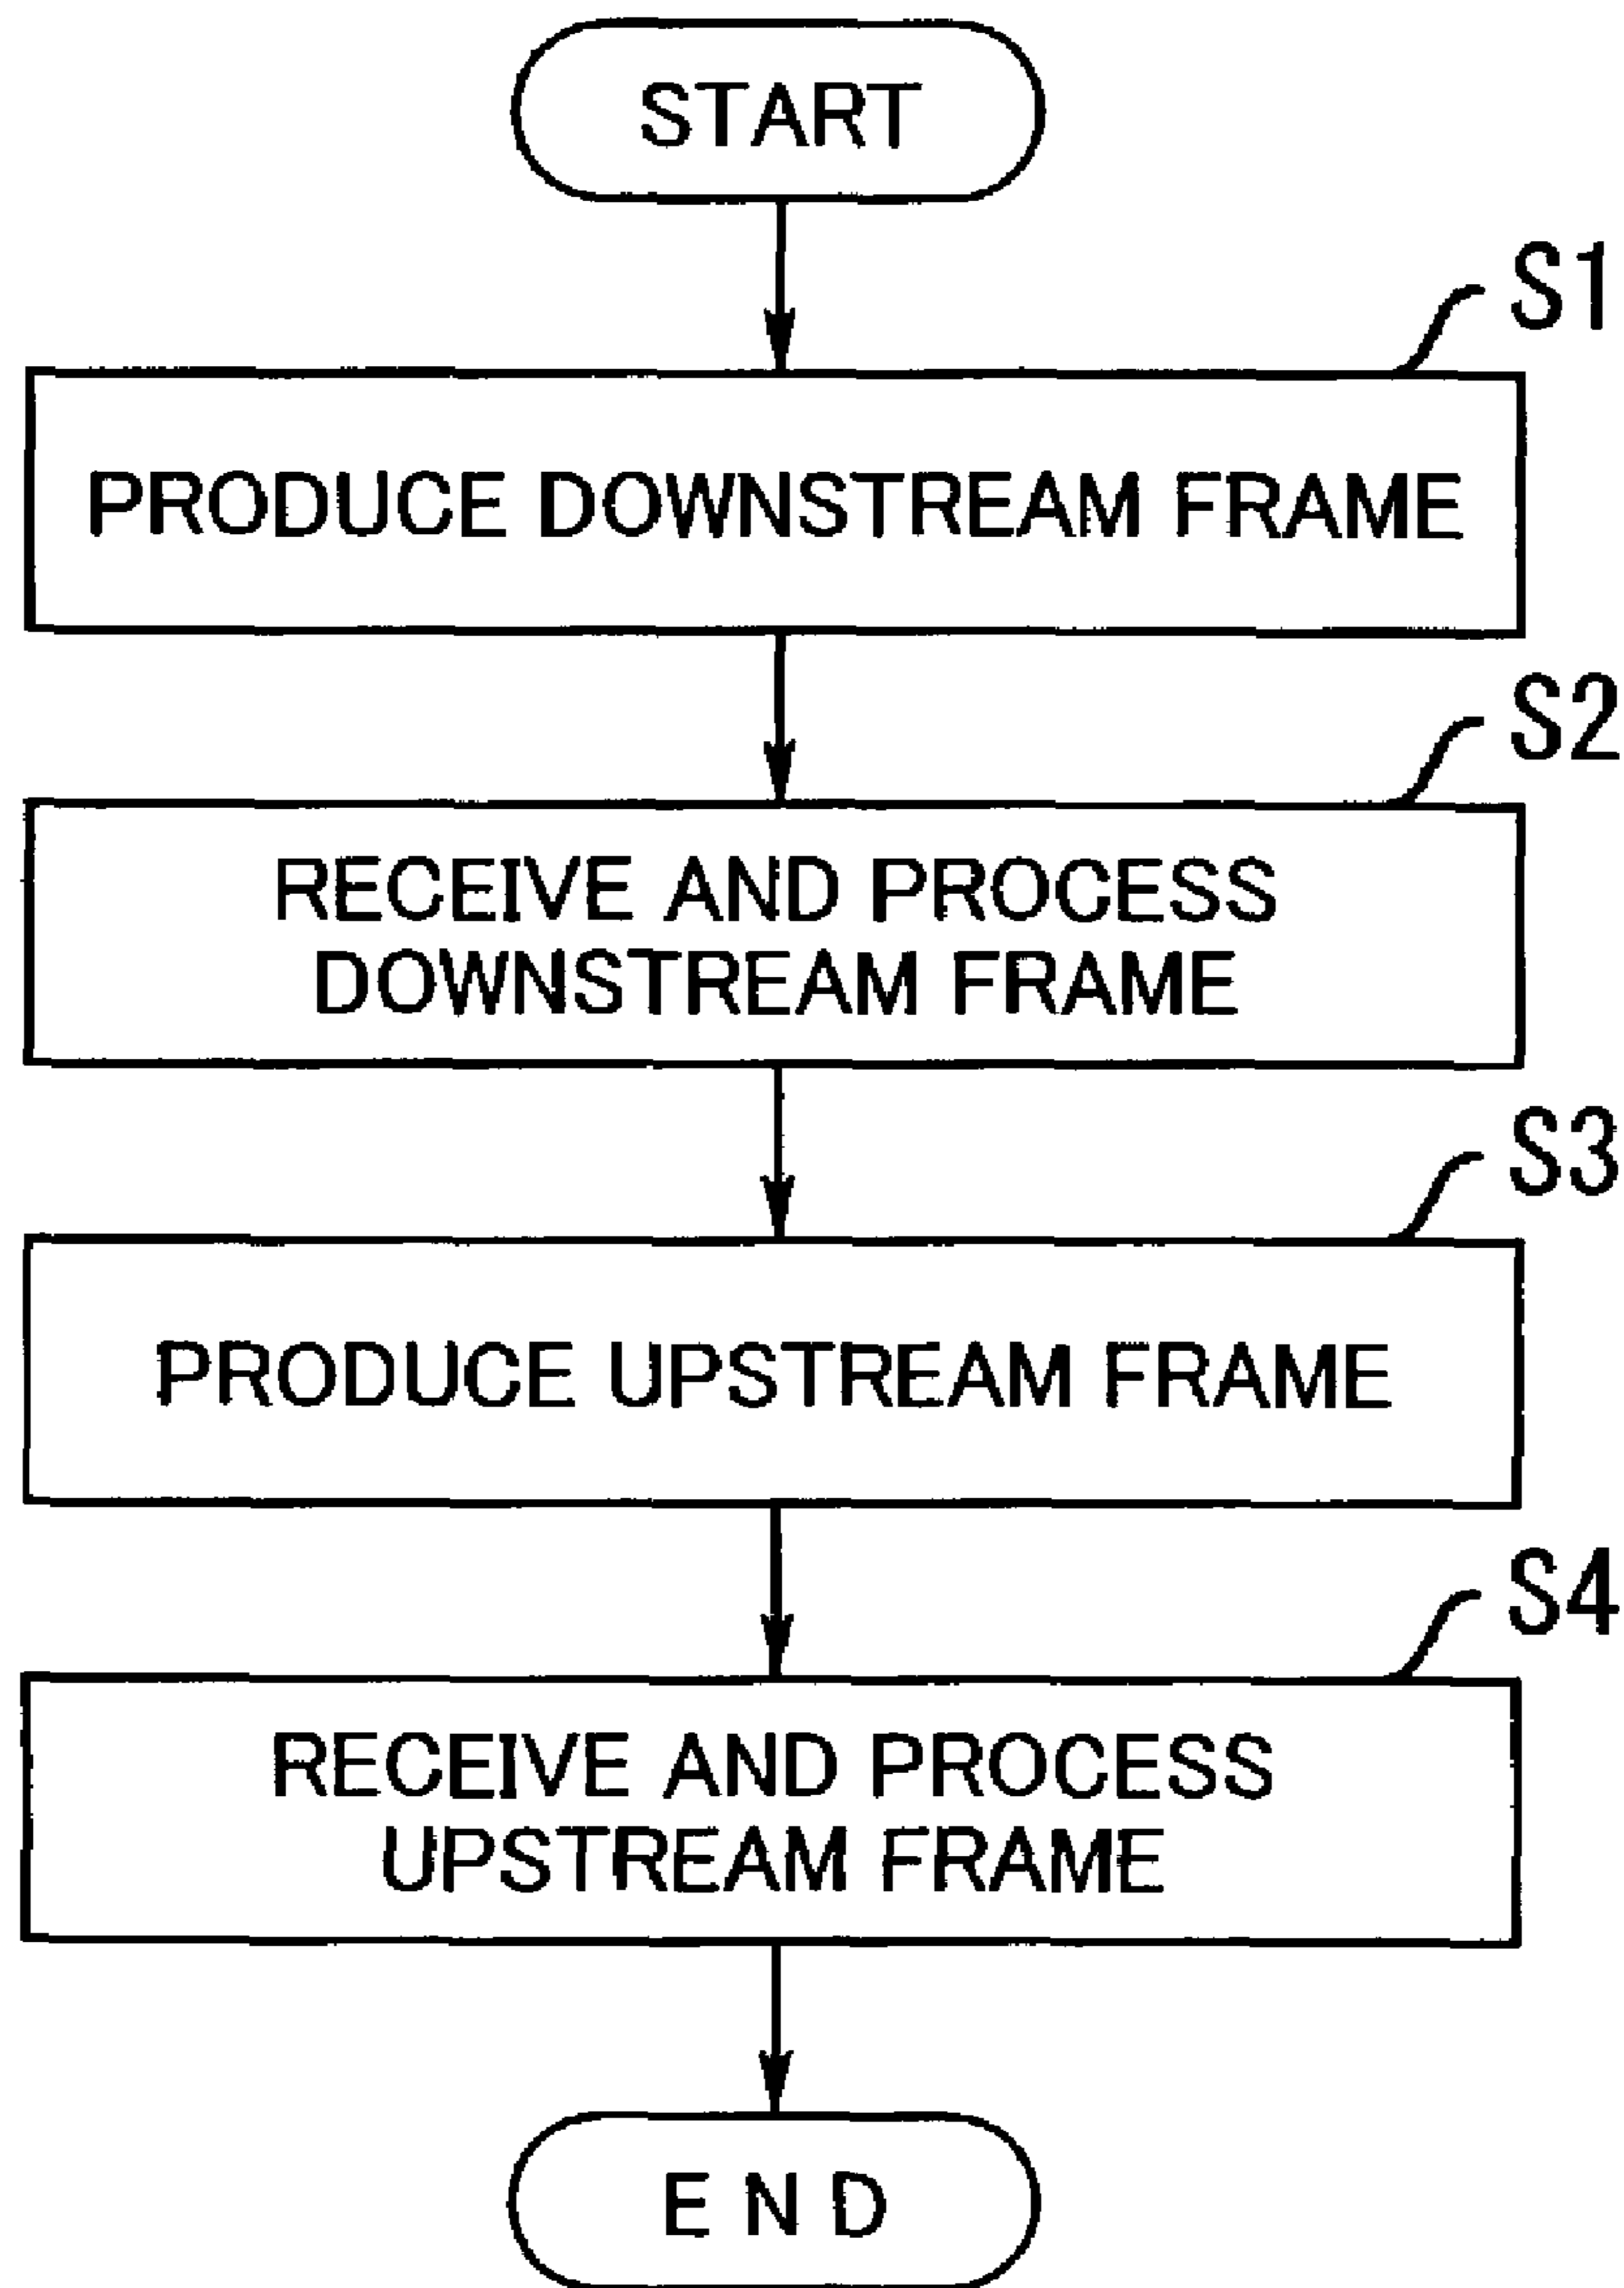 START
S1
PRODUCE DOWNSTREAM FRAME
S2
RECEIVE AND PROCESS
DOWNSTREAM FRAME
S3
PRODUCE UPSTREAM FRAME
S4
RECEIVE AND PROCESS
UPSTREAM FRAME
END